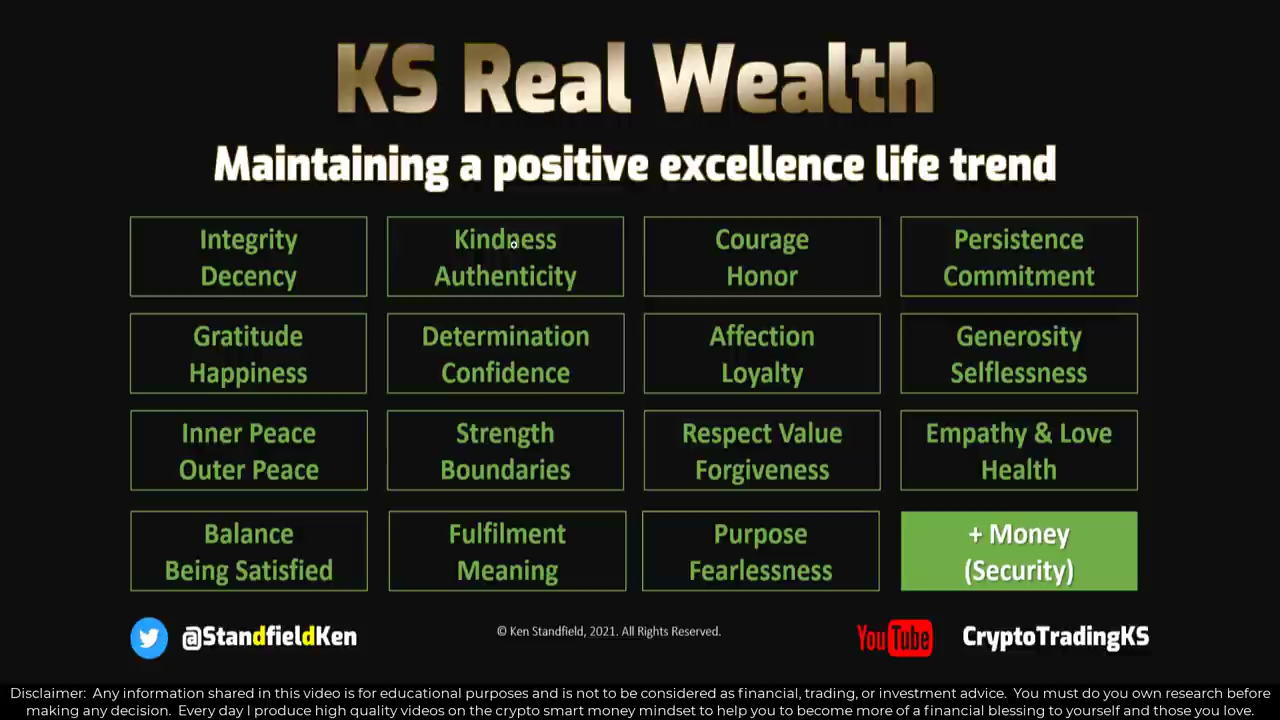 KS Real Wealth
Maintaining a positive excellence life trend
Integrity
Decency
Kindness
Authenticity
Courage
Honor
Persistence
Commitment
Gratitude
Happiness
Determination
Confidence
Affection
Loyalty
Generosity
Selflessness
Inner Peace
Outer Peace
Strength
Boundaries
Respect Value
Forgiveness
Empathy & Love
Health
Balance
Being Satisfied
Fulfilment
Meaning
Purpose
Fearlessness
+ Money
(Security)
@StandfieldKen
© Ken Standfield, 2021. All Rights Reserved.
YouTube
CryptoTradingKS
Disclaimer: Any information shared in this video is for educational purposes and is not to be considered as financial, trading, or investment advice. You must do you own research before
making any decision. Every day I produce high quality videos on the crypto smart money mindset to help you to become more of a financial blessing to yourself and those you love.